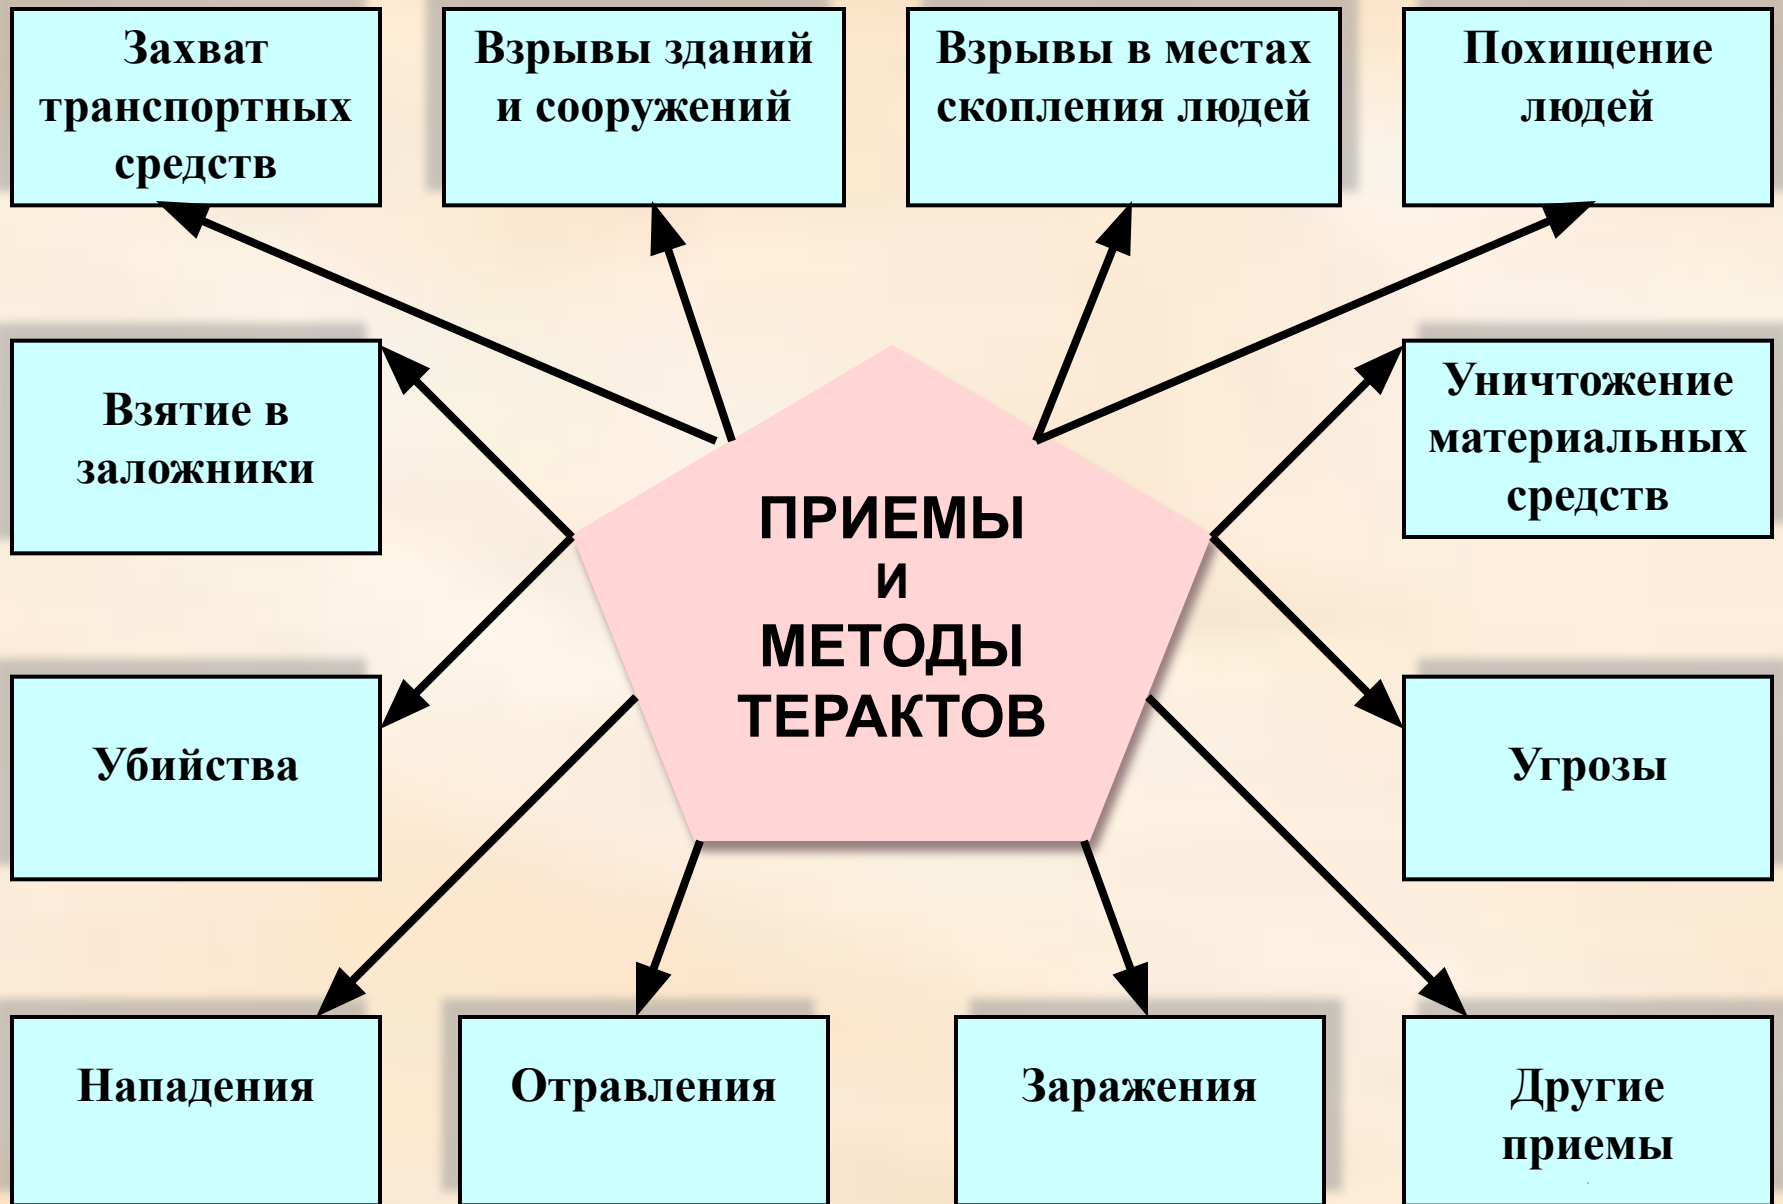 Захват
транспортных
средств
Взрывы зданий
и сооружений
Взрывы в местах
скопления людей
Похищение
людей
Взятие в
заложники
Уничтожение
материальных
средств
ПРИЕМЫ
И
МЕТОДЫ
ТЕРАКТОВ
Убийства
Угрозы
Нападения
Отравления
Заражения
Другие
приемы